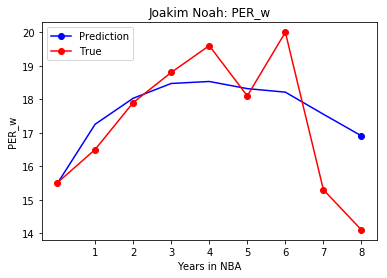 Joakim Noah: PER_w
Prediction
True
20
19
18
17
16
15
14
PER_w
1 2 3 4 5 6 7 8
Years in NBA